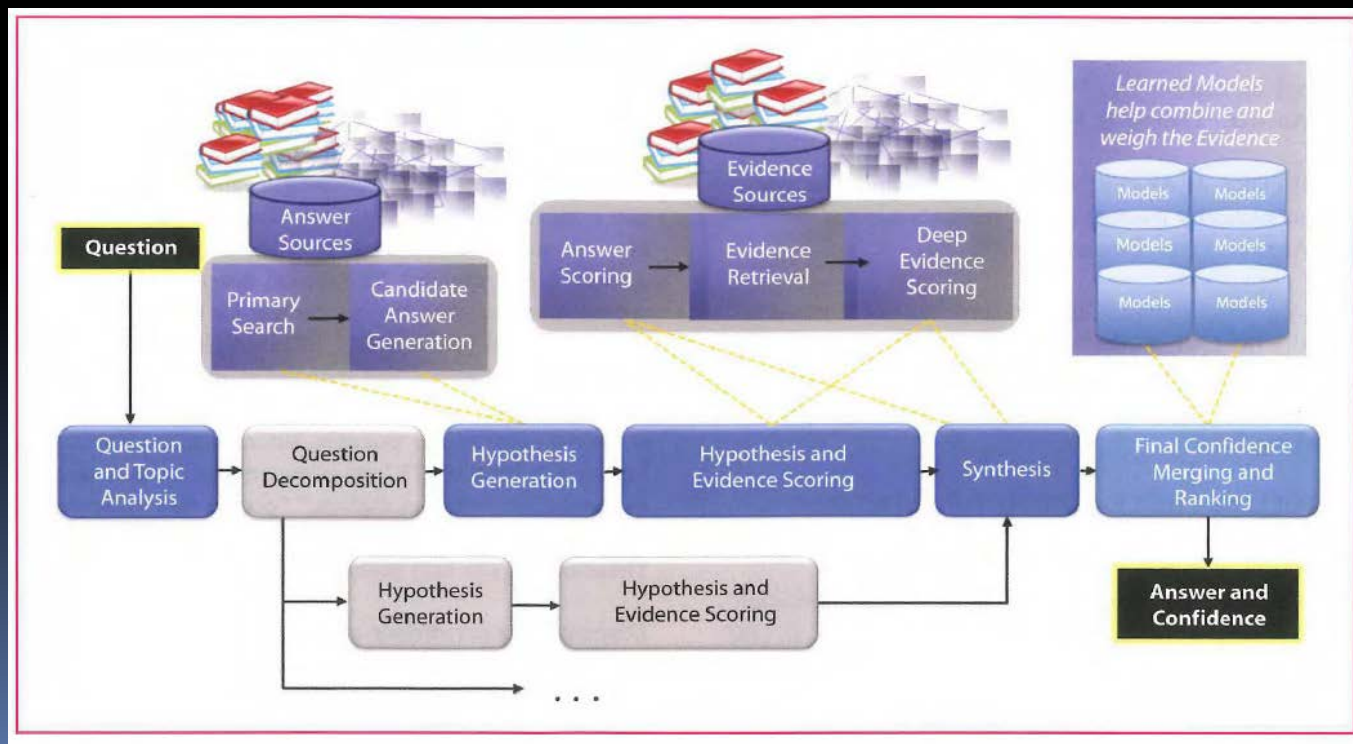 Learned Models
help combine and
weigh the Evidence
Models
Models
Models
Models
Models
Models
Evidence
Sources
Answer
Sources
Question
Primary
Search
Candidate
Answer
Generation
Answer
Scoring
Evidence
Retrieval
Deep
Evidence
Scoring
Question
and Topic
Analysis
Question
Decomposition
Hypothesis
Generation
Hypothesis and
Evidence Scoring
Synthesis
Final Confidence
Merging and
Ranking
Hypothesis
Generation
Hypothesis and
Evidence Scoring
Answer and
Confidence
. . .